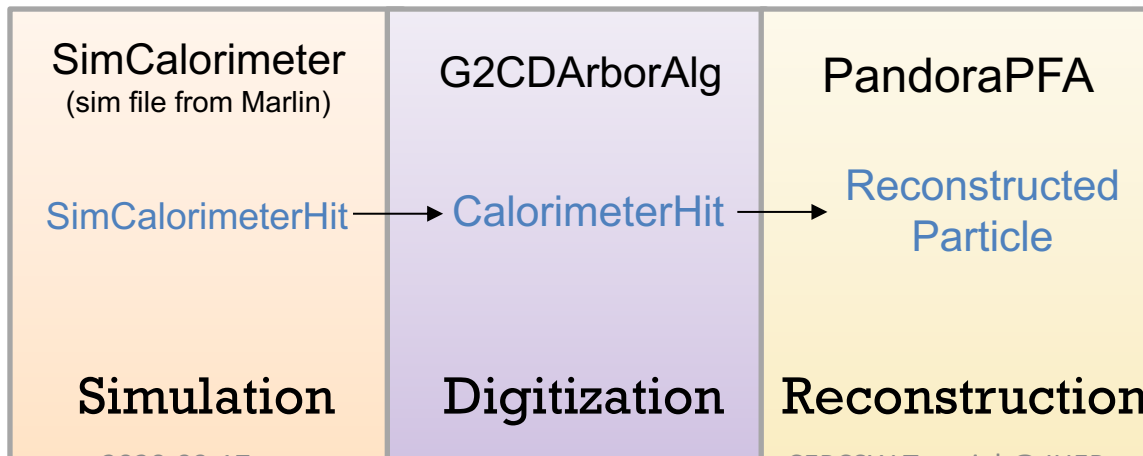 SimCalorimeter
(sim file from Marlin)
G2CDArborAlg
PandoraPFA
SimCalorimeterHit
CalorimeterHit
Reconstructed
Particle
Simulation
Digitization
Reconstruction